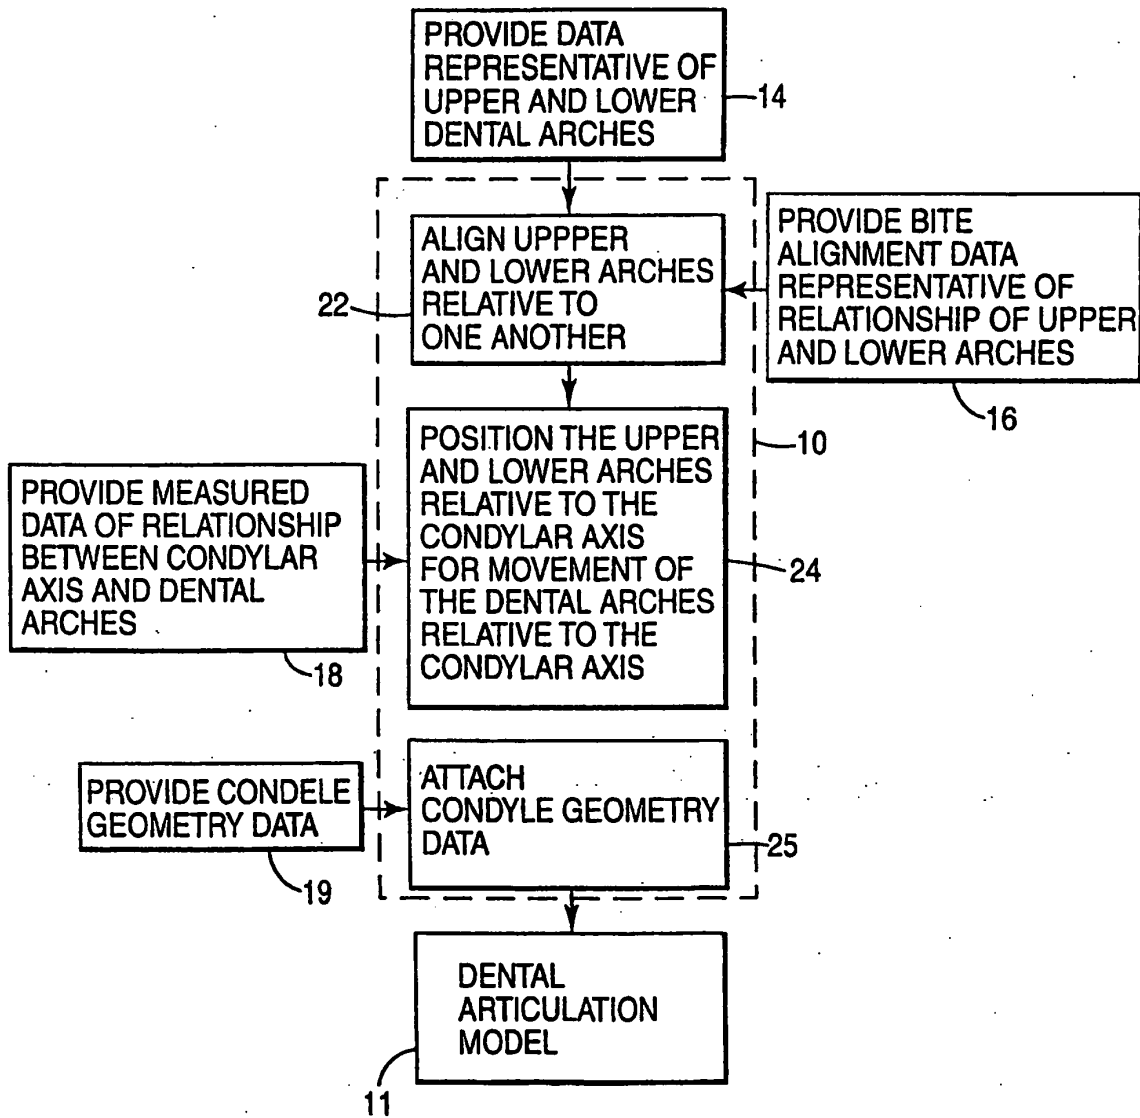 PROVIDE DATA
REPRESENTATIVE OF
UPPER AND LOWER
DENTAL ARCHES
14
ALIGN UPPPER
AND LOWER ARCHES
RELATIVE TO
ONE ANOTHER
22
PROVIDE BITE
ALIGNMENT DATA
REPRESENTATIVE OF
RELATIONSHIP OF UPPER
AND LOWER ARCHES
16
10
POSITION THE UPPER
AND LOWER ARCHES
RELATIVE TO THE
CONDYLAR AXIS
FOR MOVEMENT OF
THE DENTAL ARCHES
RELATIVE TO THE
CONDYLAR AXIS
24
PROVIDE MEASURED
DATA OF RELATIONSHIP
BETWEEN CONDYLAR
AXIS AND DENTAL
ARCHES
18
PROVIDE CONDELE
GEOMETRY DATA
19
ATTACH
CONDYLE GEOMETRY
DATA
25
DENTAL
ARTICULATION
MODEL
11